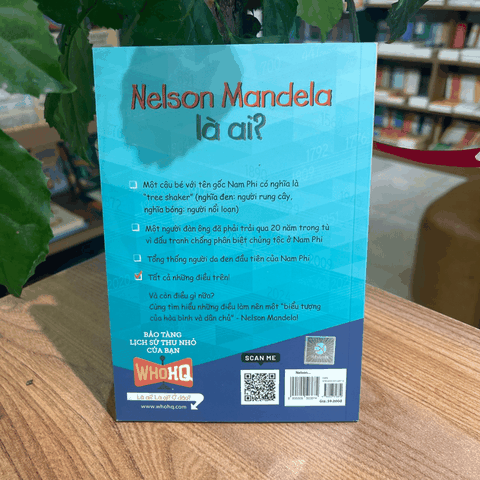 Nelson Mandela
là ai?
Một cậu bé với tên gốc Nam Phi có nghĩa là
"tree shaker" (nghĩa đen: người rung cây,
nghĩa bóng: người nổi loạn)
Một người đàn ông đã phải trải qua 20 năm trong tù
vì đấu tranh chống phân biệt chủng tộc ở Nam Phi
Tổng thống người da đen đầu tiên của Nam Phi
Tất cả những điều trên!
Và còn điều gì nữa?
Cùng tìm hiểu những điều làm nên một "biểu tượng
của hòa bình và dân chủ" - Nelson Mandela!
BẢO TÀNG
LỊCH SỬ THU NHỎ
CỦA BẠN
WHOHQ
Là ai? Là gì? Ở đâu?
www.whohq.com
SCAN ME
Nelson...